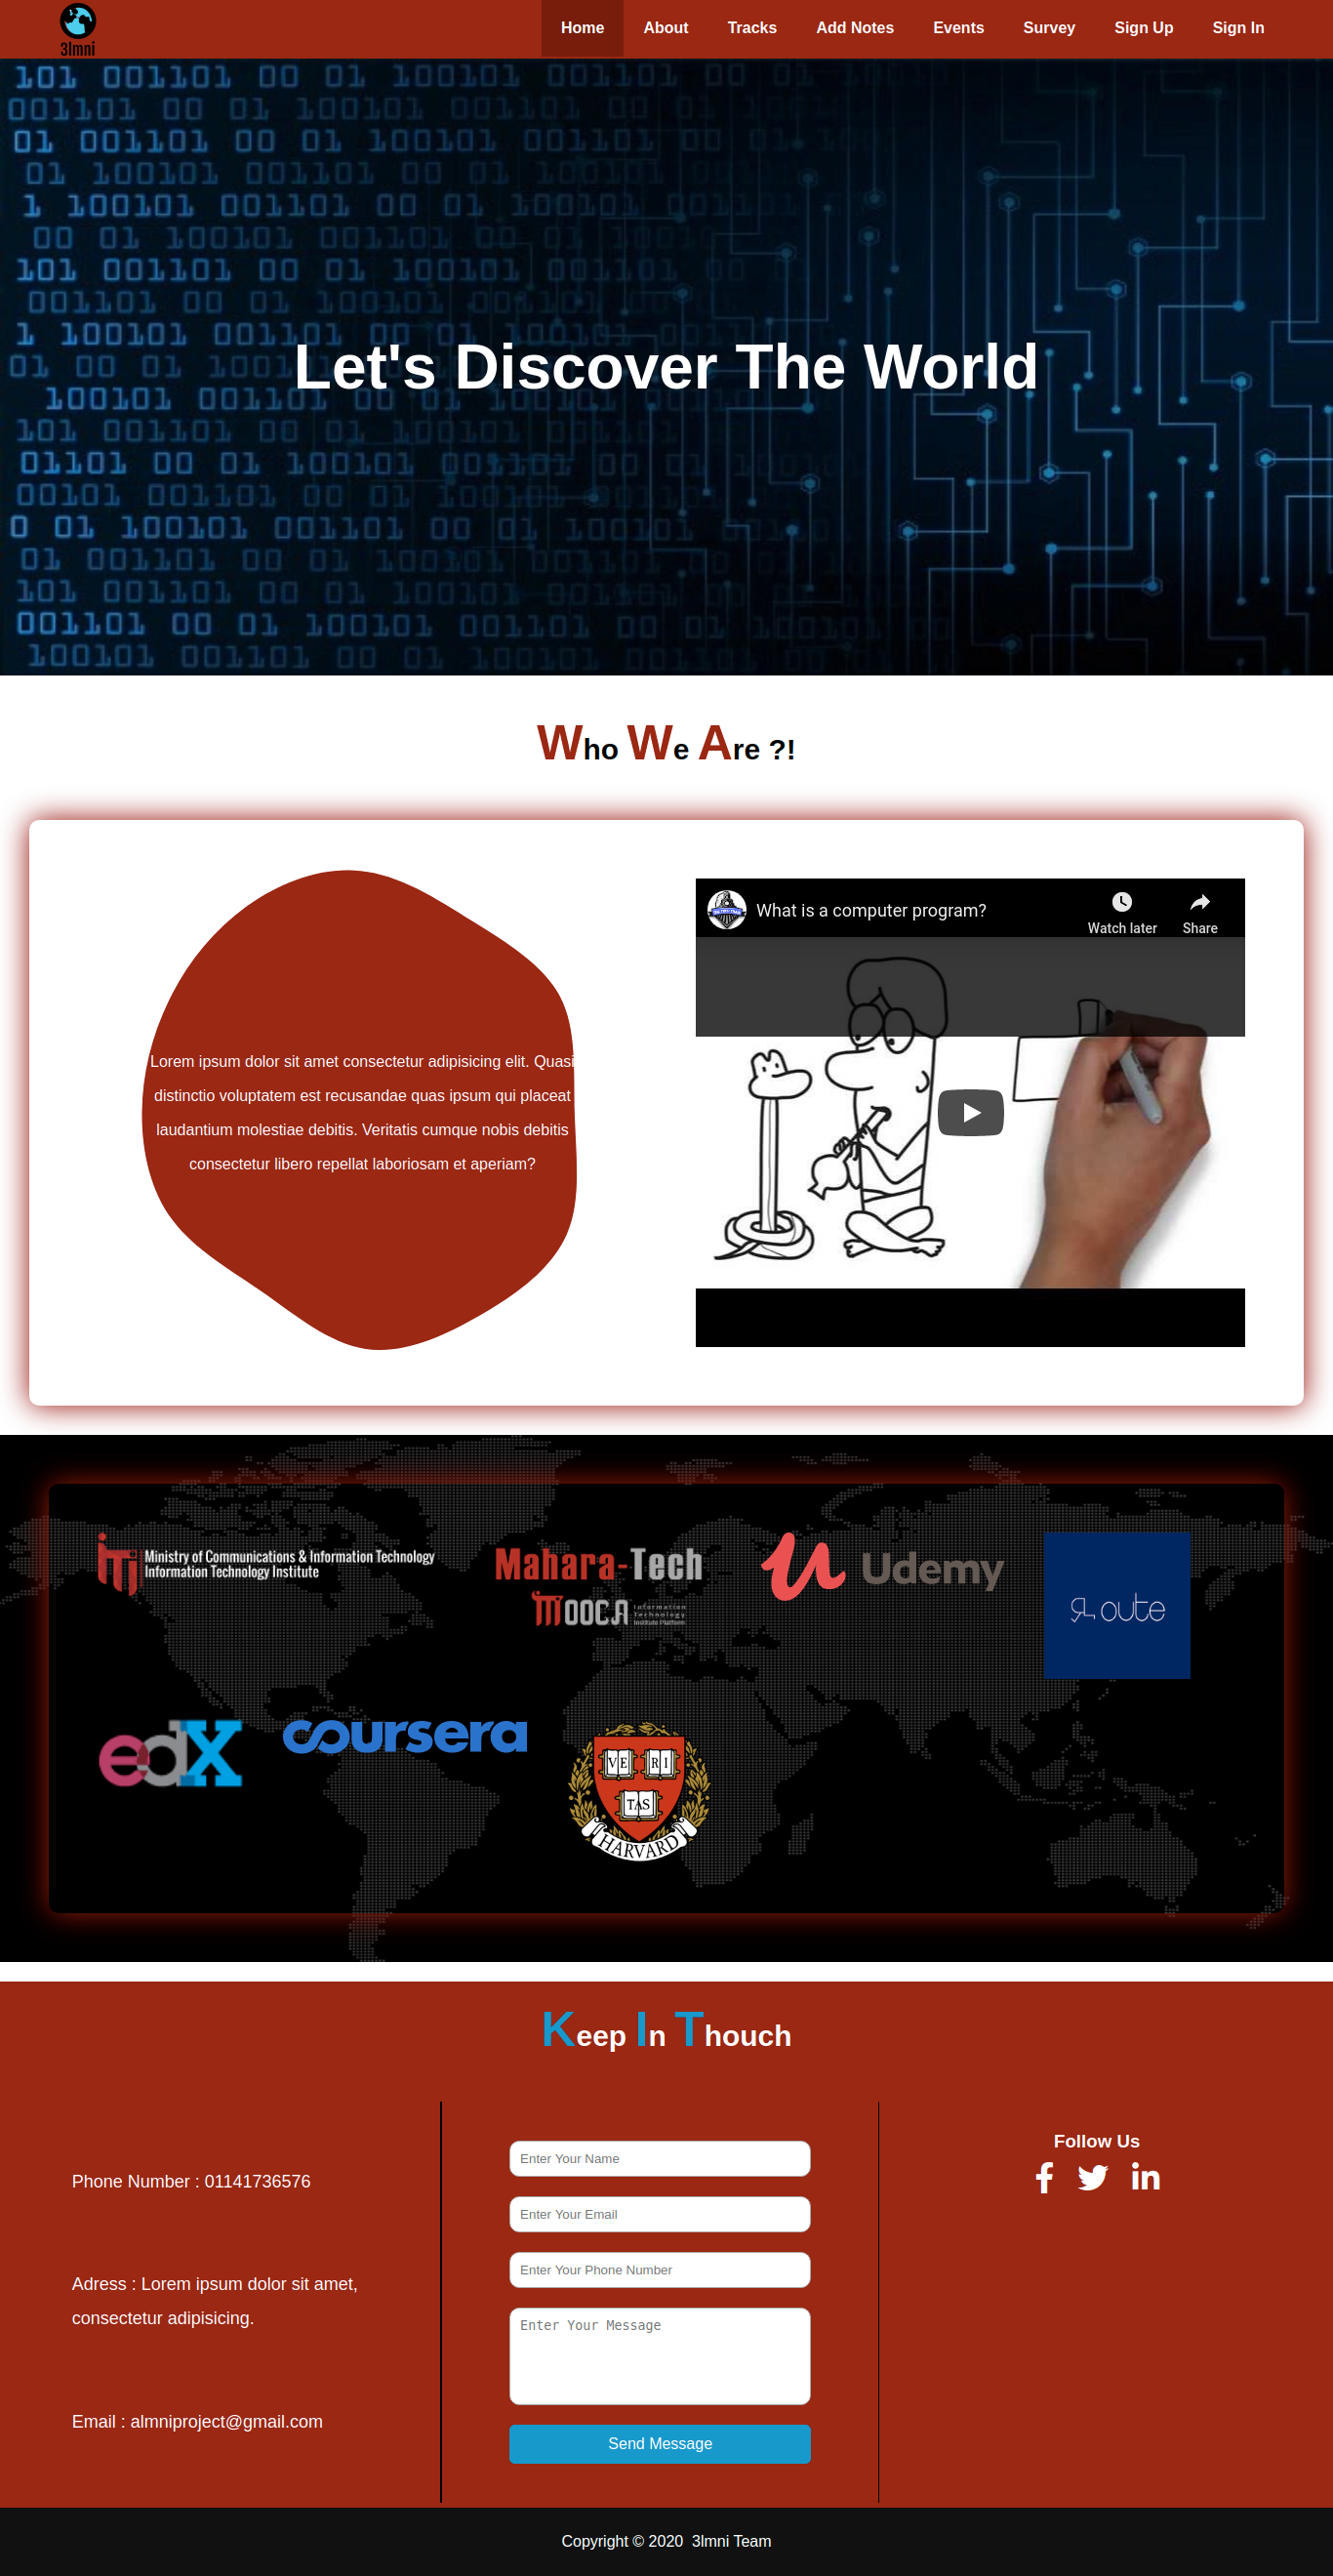 3lmni
Home
About
Tracks
Add Notes
Events
Survey
Sign Up
Sign In
Let's Discover The World
Who We Are ?!
Lorem ipsum dolor sit amet consectetur adipisicing elit. Quasi
distinctio voluptatem est recusandae quas ipsum qui placeat
laudantium molestiae debitis. Veritatis cumque nobis debitis
consectetur libero repellat laboriosam et aperiam?
What is a computer program?
Watch later
Share
iTi
Ministry of Communications & Information Technology
Information Technology Institute
Mahara-Tech
MOOCA
Information
Technology
Institute Platform
Udemy
Route
edX
coursera
VE RI
TAS
HARVARD
Keep In Thouch
Phone Number : 01141736576
Adress : Lorem ipsum dolor sit amet,
consectetur adipisicing.
Email : almniproject@gmail.com
Enter Your Name
Enter Your Email
Enter Your Phone Number
Enter Your Message
Send Message
Follow Us
Copyright © 2020 3lmni Team